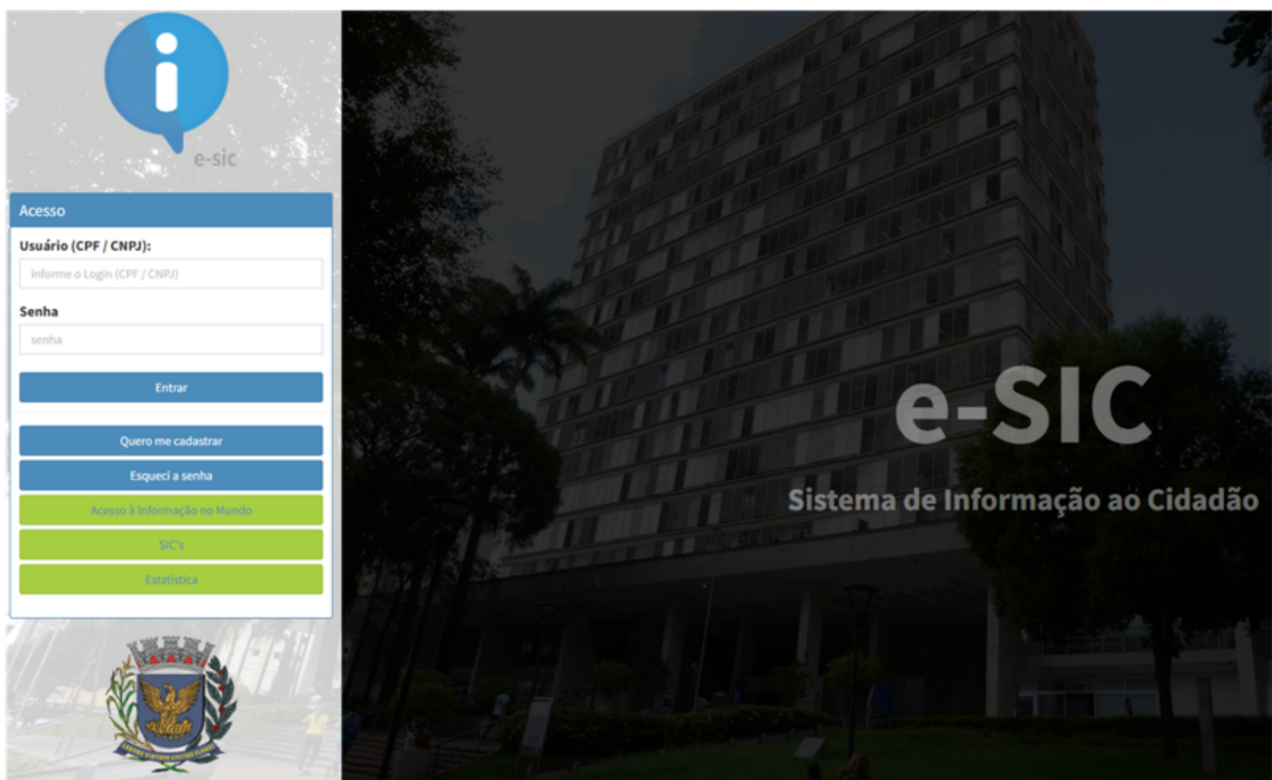 e-sic
Acesso
Usuário (CPF / CNPJ):
informe o Login (CPF / CNPJ)
Senha
senha
Entrar
Quero me cadastrar
Esqueci a senha
Acesso à Informação no Mundo
SIC's
Estatística
e-SIC
Sistema de Informação ao Cidadão